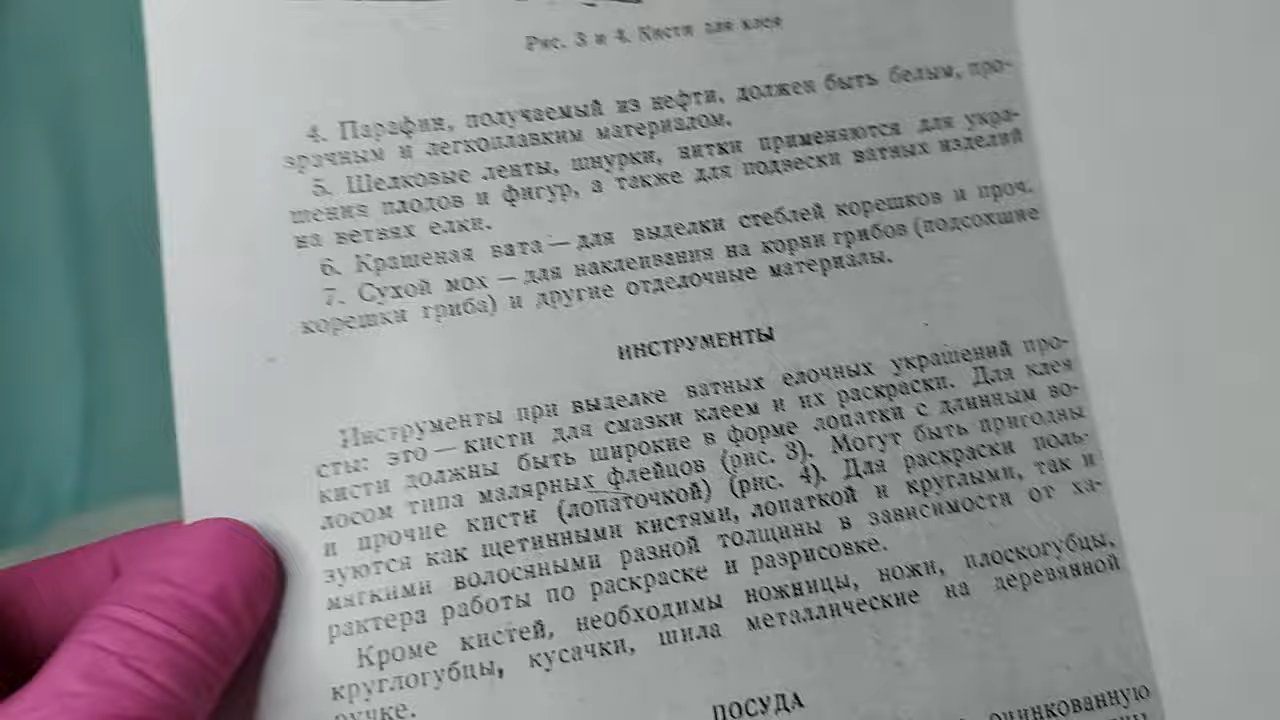 Рис. 3 и 4. Кисти для клея
4. Парафин, получаемый из нефти, должен быть белым, про-
зрачным и легкоплавким материалом.
5. Шелковые ленты, шнурки, нитки применяются для укра-
шения плодов и фигур, а также для подвески ватных изделий
на ветвях елки.
6. Крашеная вата — для выделки стеблей корешков и проч.
7. Сухой мох — для наклеивания на корни грибов (подсохшие
корешки гриба) и другие отделочные материалы.
ИНСТРУМЕНТЫ
Инструменты при выделке ватных елочных украшений про-
сты: это — кисти для смазки клеем и их раскраски. Для клея
кисти должны быть широкие в форме лопатки с длинным во-
лосом типа малярных флейцов (рис. 3). Могут быть пригодны
и прочие кисти (лопаточкой) (рис. 4). Для раскраски поль-
зуются как щетинными кистями, лопаткой и круглыми, так и
мягкими волосяными разной толщины в зависимости от ха-
рактера работы по раскраске и разрисовке.
Кроме кистей, необходимы ножницы, ножи, плоскогубцы,
круглогубцы, кусачки, шила металлические на деревянной
ручке.
ПОСУДА
оцинкованную